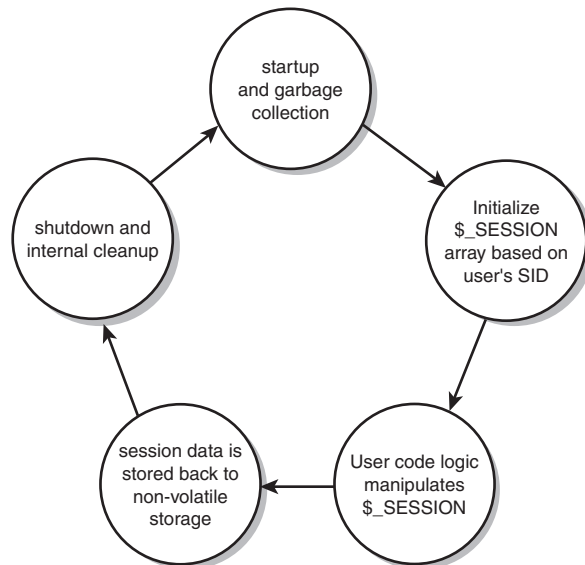 startup
and garbage
collection
Initialize
$_SESSION
array based on
user's SID
User code logic
manipulates
$_SESSION
session data is
stored back to
non-volatile
storage
shutdown and
internal cleanup